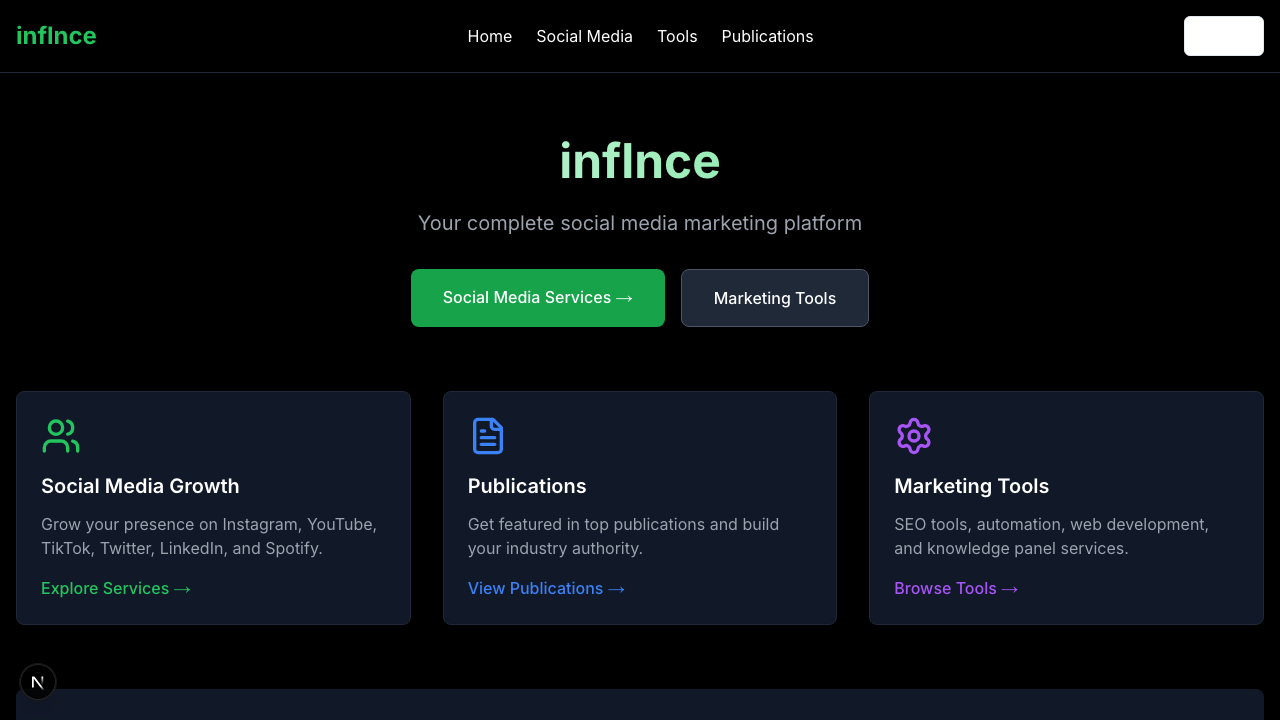 inflnce
Home Social Media Tools Publications
inflnce
Your complete social media marketing platform
Social Media Services → Marketing Tools
Social Media Growth
Grow your presence on Instagram, YouTube,
TikTok, Twitter, LinkedIn, and Spotify.
Explore Services →
Publications
Get featured in top publications and build
your industry authority.
View Publications →
Marketing Tools
SEO tools, automation, web development,
and knowledge panel services.
Browse Tools →
N